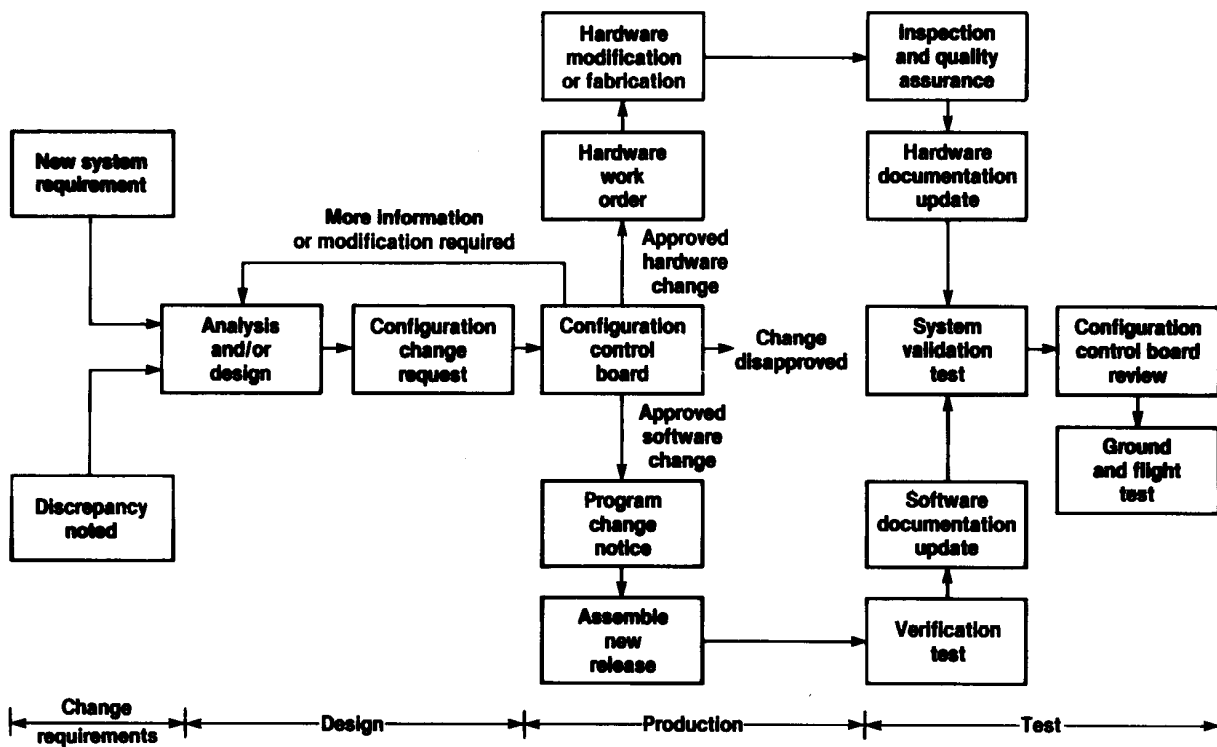 Hardware
modification
or fabrication
Inspection
and quality
assurance
New system
requirement
Hardware
work
order
Hardware
documentation
update
More information
or modification required
Approved
hardware
change
Analysis
and/or
design
Configuration
change
request
Configuration
control
board
Change
disapproved
System
validation
test
Configuration
control board
review
Approved
software
change
Ground
and flight
test
Discrepancy
noted
Program
change
notice
Software
documentation
update
Assemble
new
release
Verification
test
Change
requirements
Design
Production
Test